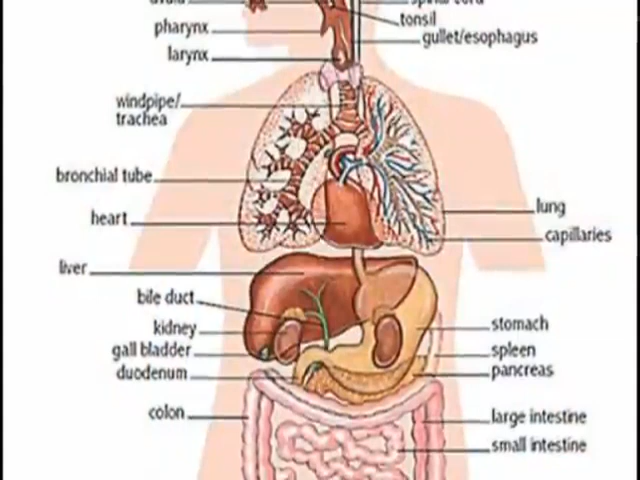 tonsil
pharynx
gullet/esophagus
larynx
windpipe/
trachea
bronchial tube
lung
heart
capillaries
liver
bile duct
kidney
stomach
gall bladder
spleen
duodenum
pancreas
colon
large intestine
small intestine